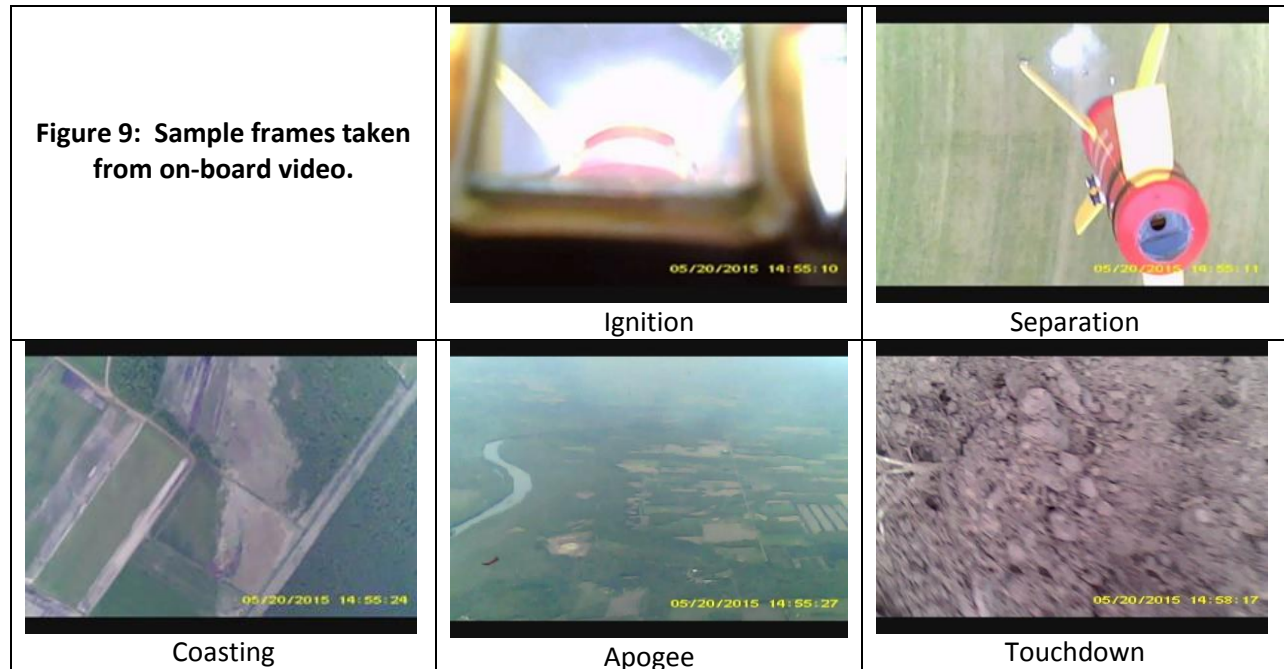 Figure 9: Sample frames taken
from on-board video.
05/20/2015 14:55:10
Ignition
05/20/2015 14:55:11
Separation
05/20/2015 14:55:24
Coasting
05/20/2015 14:55:27
Apogee
05/20/2015 14:58:17
Touchdown